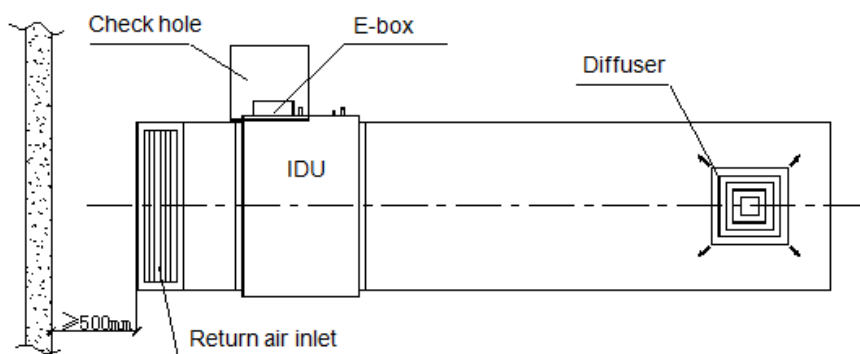 Check hole
E-box
Diffuser
IDU
≥500mm
Return air inlet